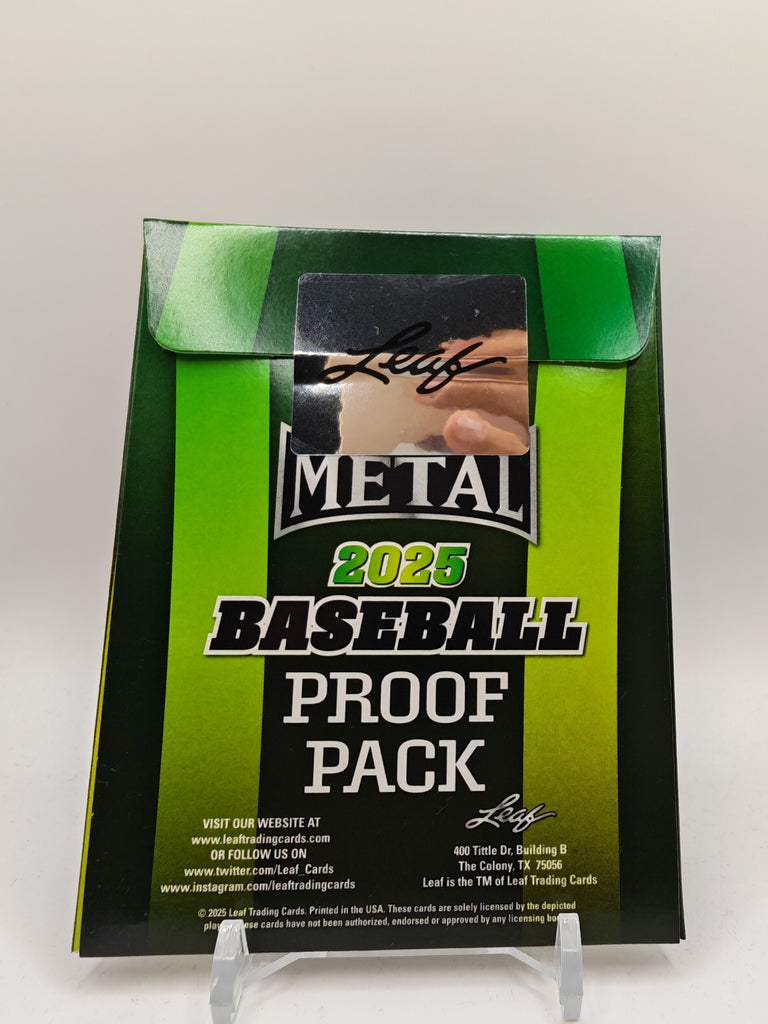 Leaf
METAL
2025
BASEBALL
PROOF
PACK
VISIT OUR WEBSITE AT
www.leaftradingcards.com
OR FOLLOW US ON
www.twitter.com/Leaf_Cards
www.instagram.com/leaftradingcards
Leaf
400 Tittle Dr, Building B
The Colony, TX 75056
Leaf is the TM of Leaf Trading Cards
© 2025 Leaf Trading Cards. Printed in the USA. These cards are solely licensed by the depicted
cards have not been authorized, endorsed or approved by any licensing